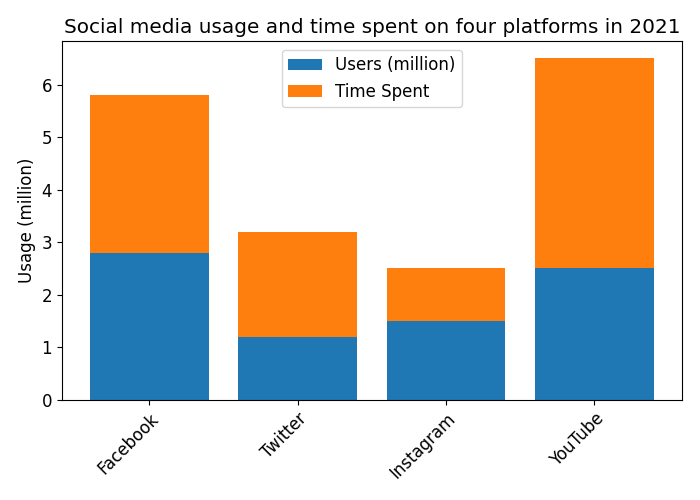 Social media usage and time spent on four platforms in 2021
Users (million)
Time Spent
Usage (million)
6
5
4
3
2
1
0
Facebook
Twitter
Instagram
YouTube